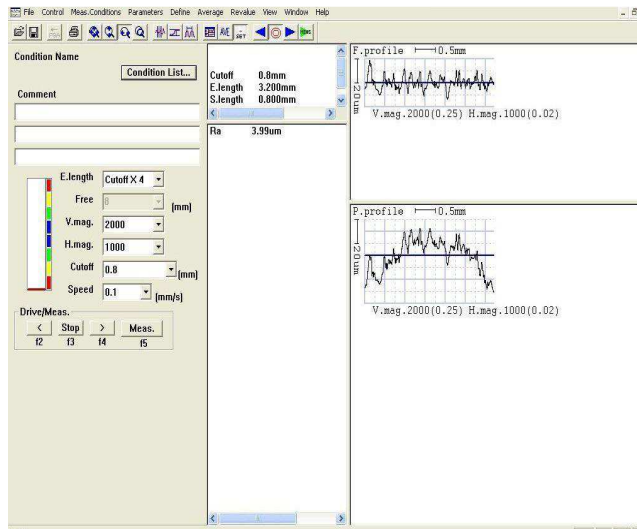 File Control Meas.Conditions Parameters Define Average Revalue View Window Help
Condition Name
Condition List...
Comment
E.length Cutoff X 4
Free 8 [mm]
V.mag. 2000
H.mag. 1000
Cutoff 0.8 [mm]
Speed 0.1 [mm/s]
Drive/Meas.
< Stop > Meas.
f2 f3 f4 f5
Cutoff 0.8mm
E.length 3.200mm
S.length 0.800mm
Ra 3.99um
F.profile 0.5mm
20um
V.mag.2000(0.25) H.mag.1000(0.02)
P.profile 0.5mm
20um
V.mag.2000(0.25) H.mag.1000(0.02)